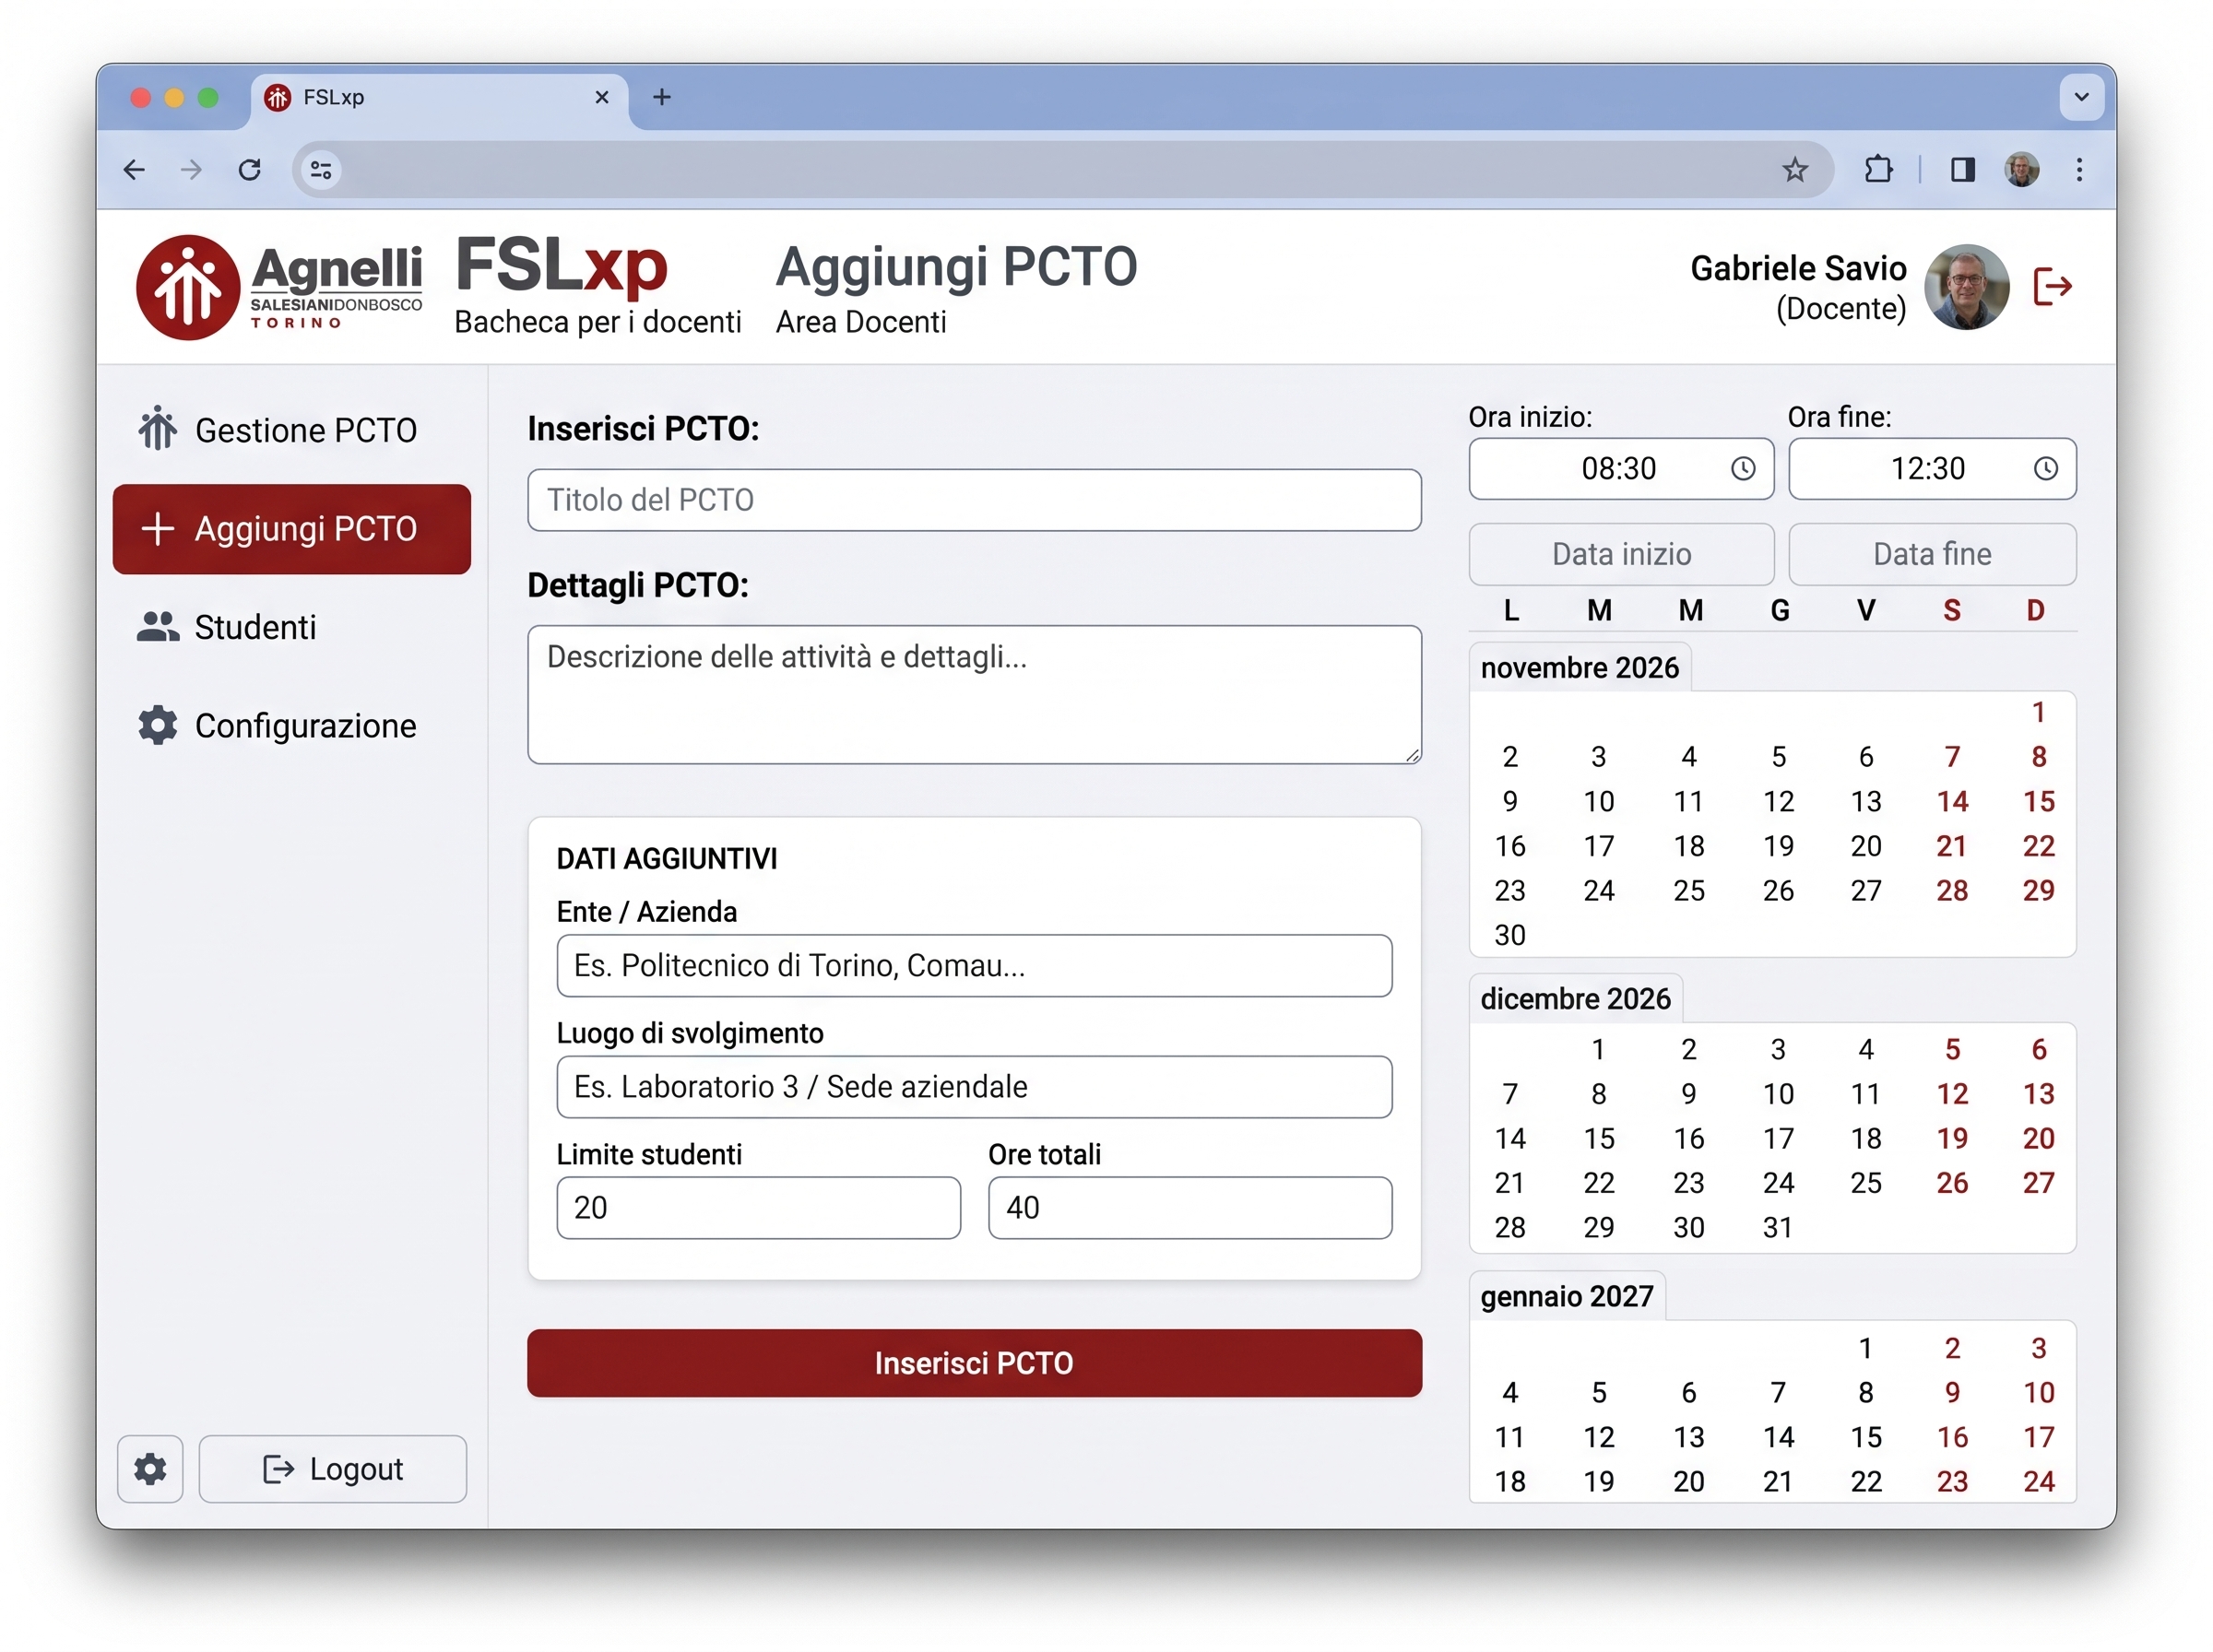 FSLxp
Agnelli
SALESIANIDONBOSCO
TORINO
FSLxp
Bacheca per i docenti
Aggiungi PCTO
Area Docenti
Gabriele Savio
(Docente)
Gestione PCTO
Aggiungi PCTO
Studenti
Configurazione
Logout
Inserisci PCTO:
Titolo del PCTO
Dettagli PCTO:
Descrizione delle attività e dettagli...
DATI AGGIUNTIVI
Ente / Azienda
Es. Politecnico di Torino, Comau...
Luogo di svolgimento
Es. Laboratorio 3 / Sede aziendale
Limite studenti Ore totali
20 40
Inserisci PCTO
Ora inizio: Ora fine:
08:30 12:30
Data inizio Data fine
L M M G V S D
novembre 2026
1
2 3 4 5 6 7 8
9 10 11 12 13 14 15
16 17 18 19 20 21 22
23 24 25 26 27 28 29
30
dicembre 2026
1 2 3 4 5 6
7 8 9 10 11 12 13
14 15 16 17 18 19 20
21 22 23 24 25 26 27
28 29 30 31
gennaio 2027
1 2 3
4 5 6 7 8 9 10
11 12 13 14 15 16 17
18 19 20 21 22 23 24